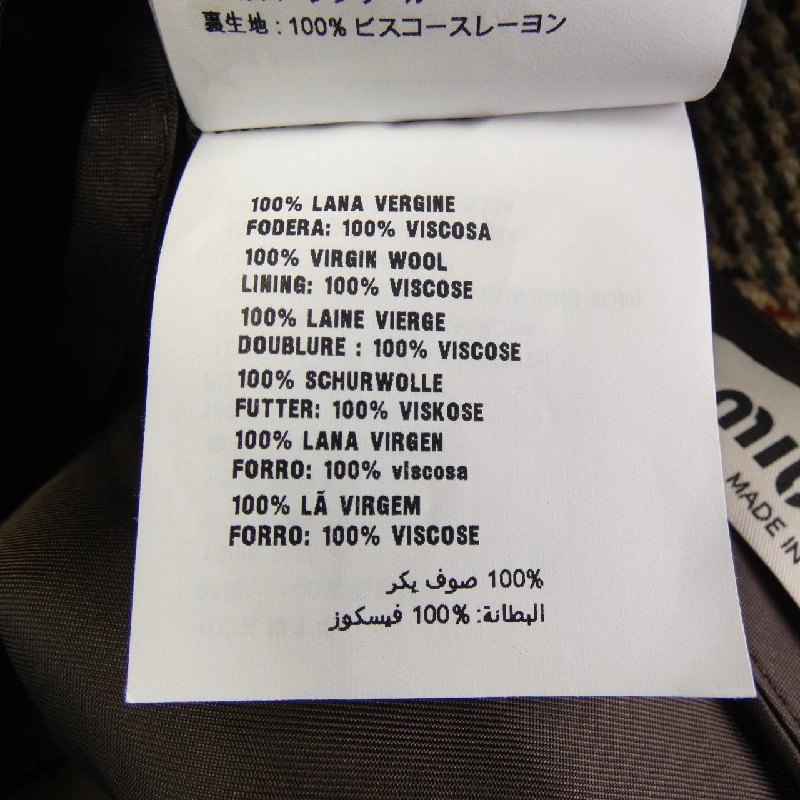 裏生地：100% ビスコースレーヨン
100% LANA VERGINE
FODERA: 100% VISCOSA
100% VIRGIN WOOL
LINING: 100% VISCOSE
100% LAINE VIERGE
DOUBLURE : 100% VISCOSE
100% SCHURWOLLE
FUTTER: 100% VISKOSE
100% LANA VIRGEN
FORRO: 100% viscosa
100% LÃ VIRGEM
FORRO: 100% VISCOSE
100% صوف يكر
البطانة: 100% فيسكوز
MADE IN